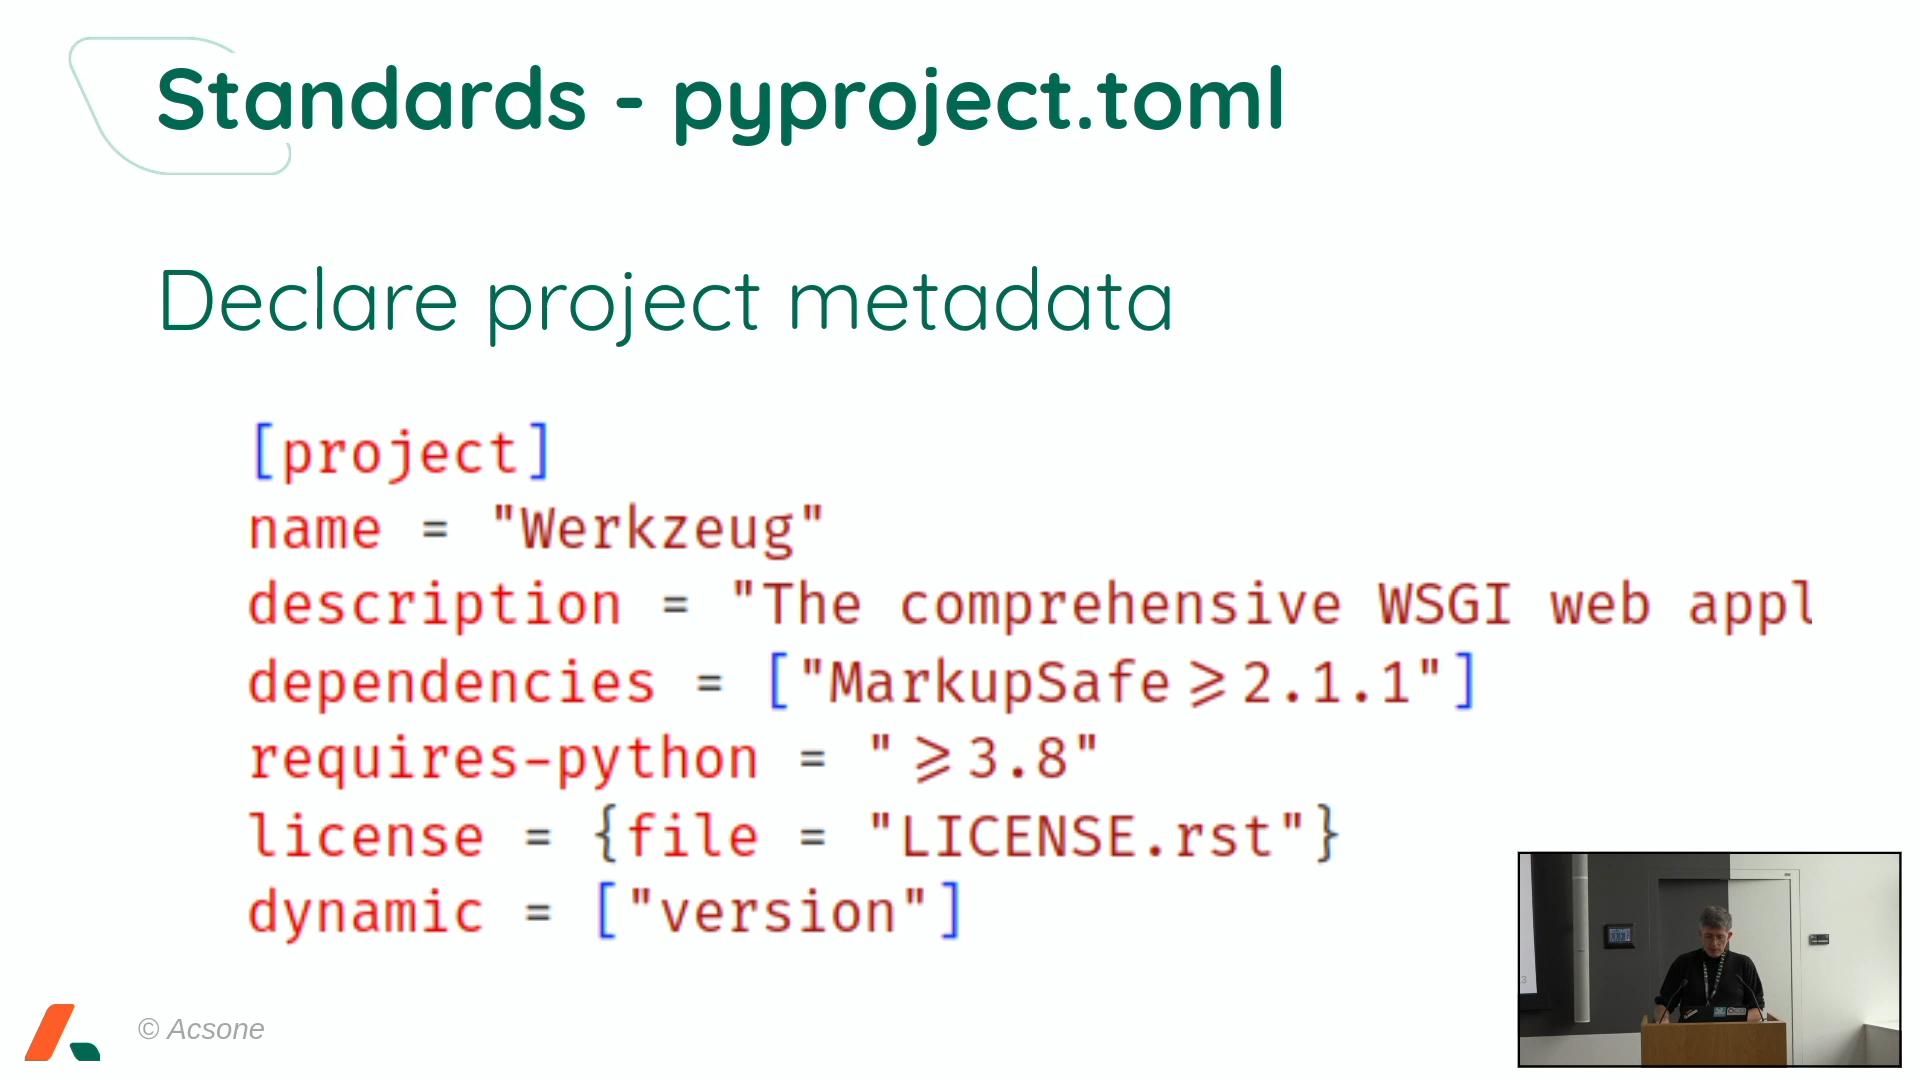 Standards - pyproject.toml
Declare project metadata
[project]
name = "Werkzeug"
description = "The comprehensive WSGI web appl
dependencies = ["MarkupSafe>=2.1.1"]
requires-python = ">=3.8"
license = {file = "LICENSE.rst"}
dynamic = ["version"]
© Acsone